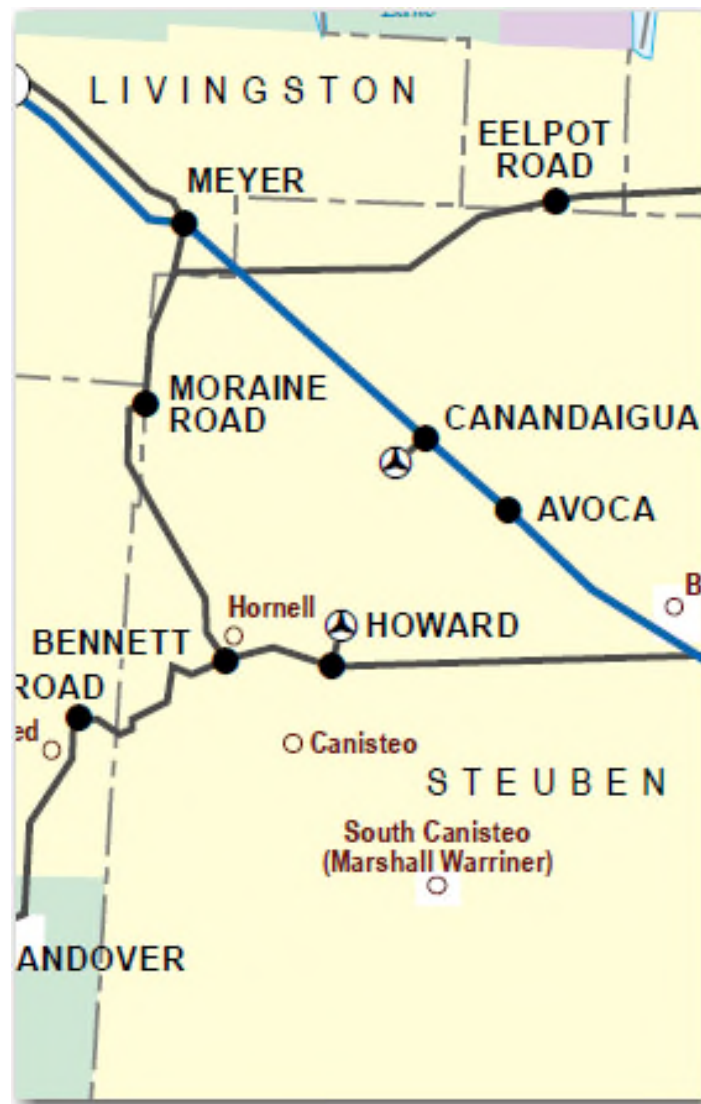 LIVINGSTON
EELPOT
ROAD
MEYER
MORAINE
ROAD
CANANDAIGUA
AVOCA
B
Hornell
HOWARD
BENNETT
ROAD
ed
Canisteo
STEUBEN
South Canisteo
(Marshall Warriner)
ANDOVER